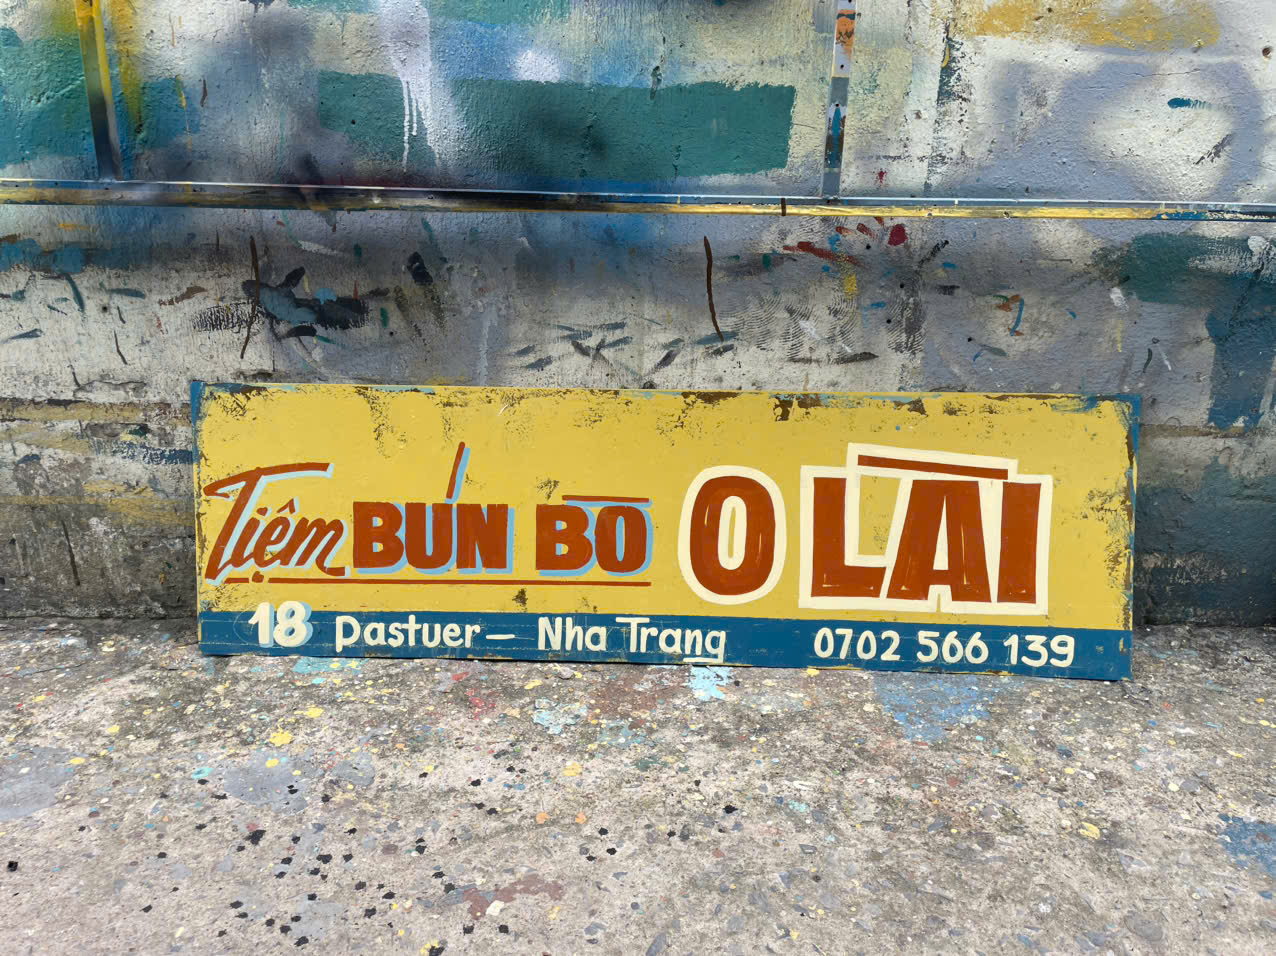 Tiệm BÚN BÒ O LÀI
18 Pastuer — Nha Trang 0702 566 139